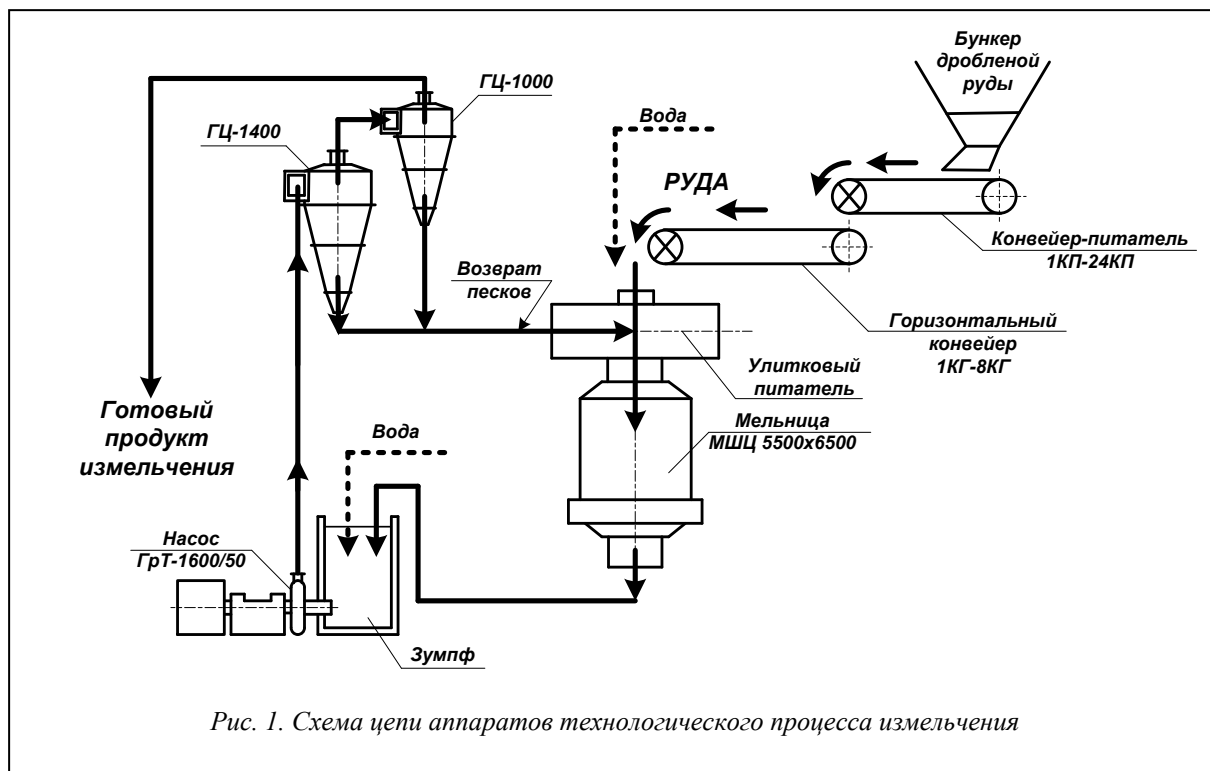 Бункер
дробленой
руды
ГЦ-1000
Вода
ГЦ-1400
РУДА
Конвейер-питатель
1КП-24КП
Возврат
песков
Горизонтальный
конвейер
1КГ-8КГ
Улитковый
питатель
Готовый
продукт
измельчения
Вода
Мельница
МШЦ 5500х6500
Насос
ГрТ-1600/50
Зумпф
Рис. 1. Схема цепи аппаратов технологического процесса измельчения